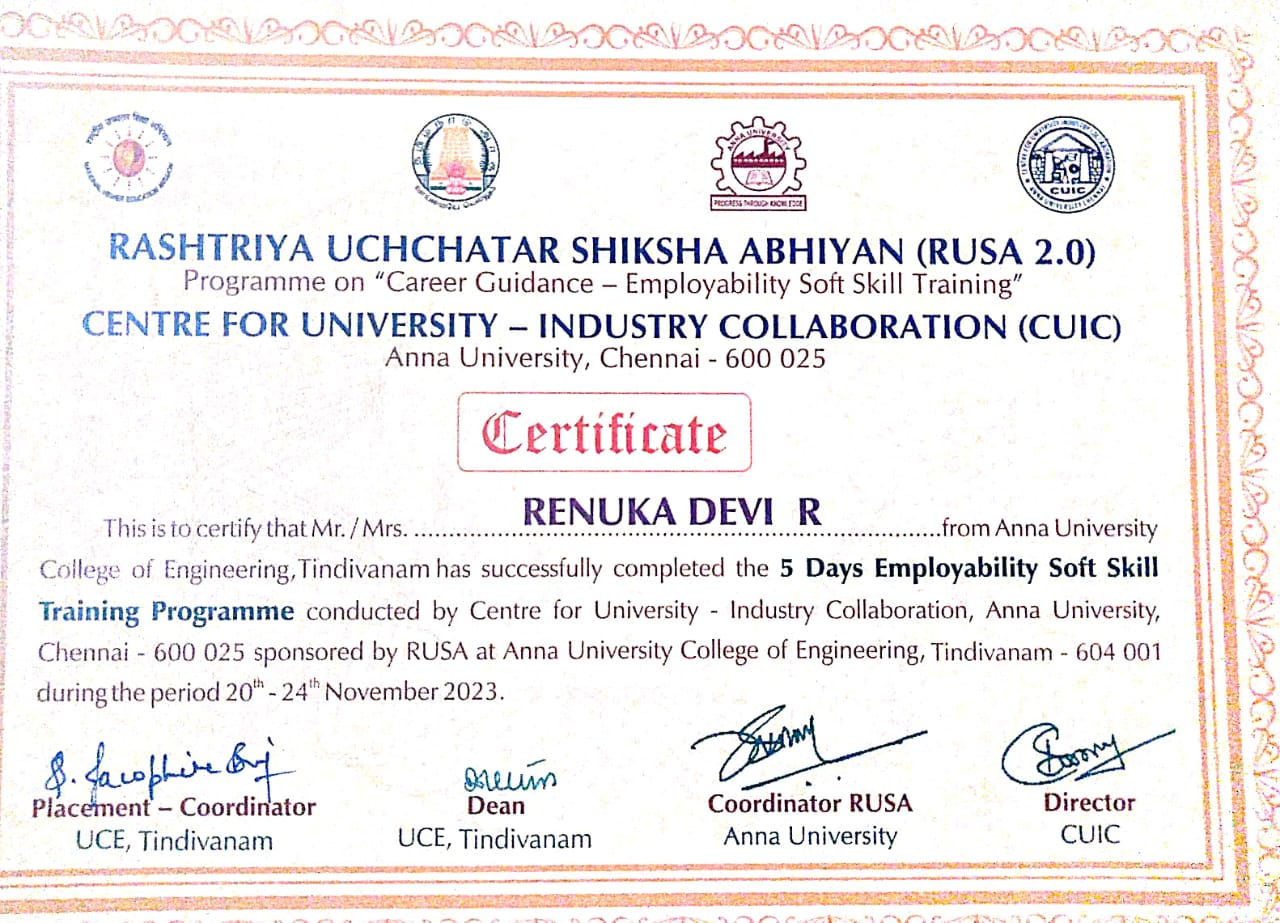 ANNA UNIVERSITY
PROGRESS THROUGH KNOWLEDGE
CUIC
RASHTRIYA UCHCHATAR SHIKSHA ABHIYAN (RUSA 2.0)
Programme on “Career Guidance – Employability Soft Skill Training”
CENTRE FOR UNIVERSITY – INDUSTRY COLLABORATION (CUIC)
Anna University, Chennai - 600 025
Certificate
RENUKA DEVI R
This is to certify that Mr. / Mrs. ....................................................................................from Anna University
College of Engineering, Tindivanam has successfully completed the 5 Days Employability Soft Skill
Training Programme conducted by Centre for University - Industry Collaboration, Anna University,
Chennai - 600 025 sponsored by RUSA at Anna University College of Engineering, Tindivanam - 604 001
during the period 20th - 24th November 2023.
Placement – Coordinator
UCE, Tindivanam
Dean
UCE, Tindivanam
Coordinator RUSA
Anna University
Director
CUIC